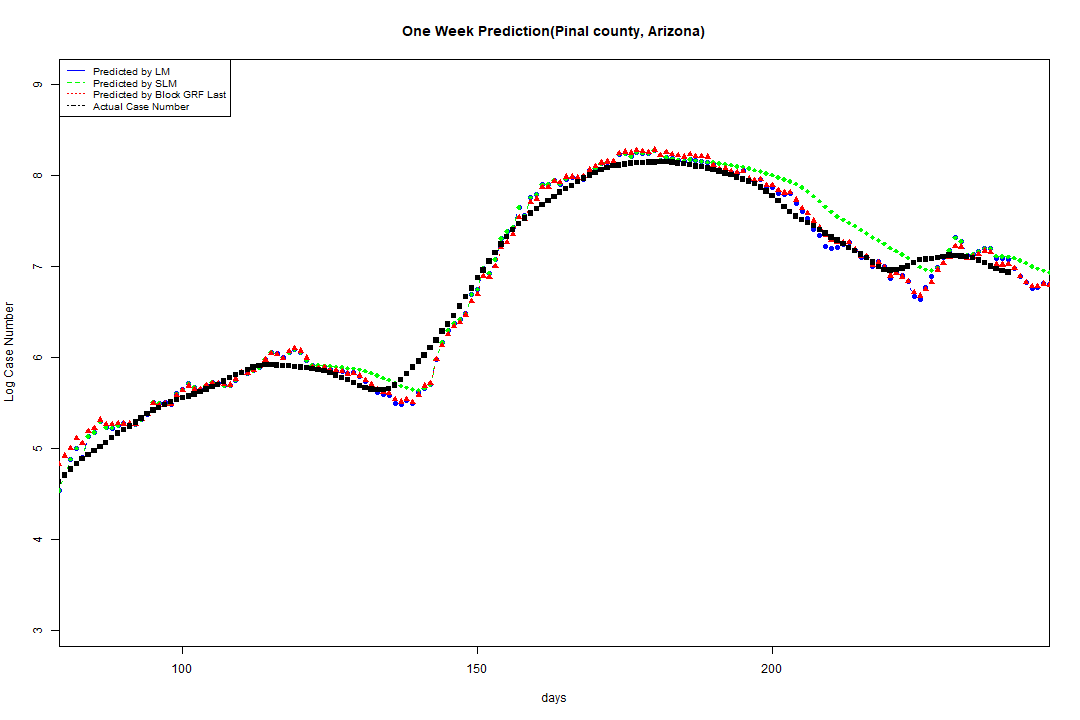 One Week Prediction(Pinal county, Arizona)
Predicted by LM
Predicted by SLM
Predicted by Block GRF Last
Actual Case Number
9
8
7
6
5
4
3
Log Case Number
100 150 200
days